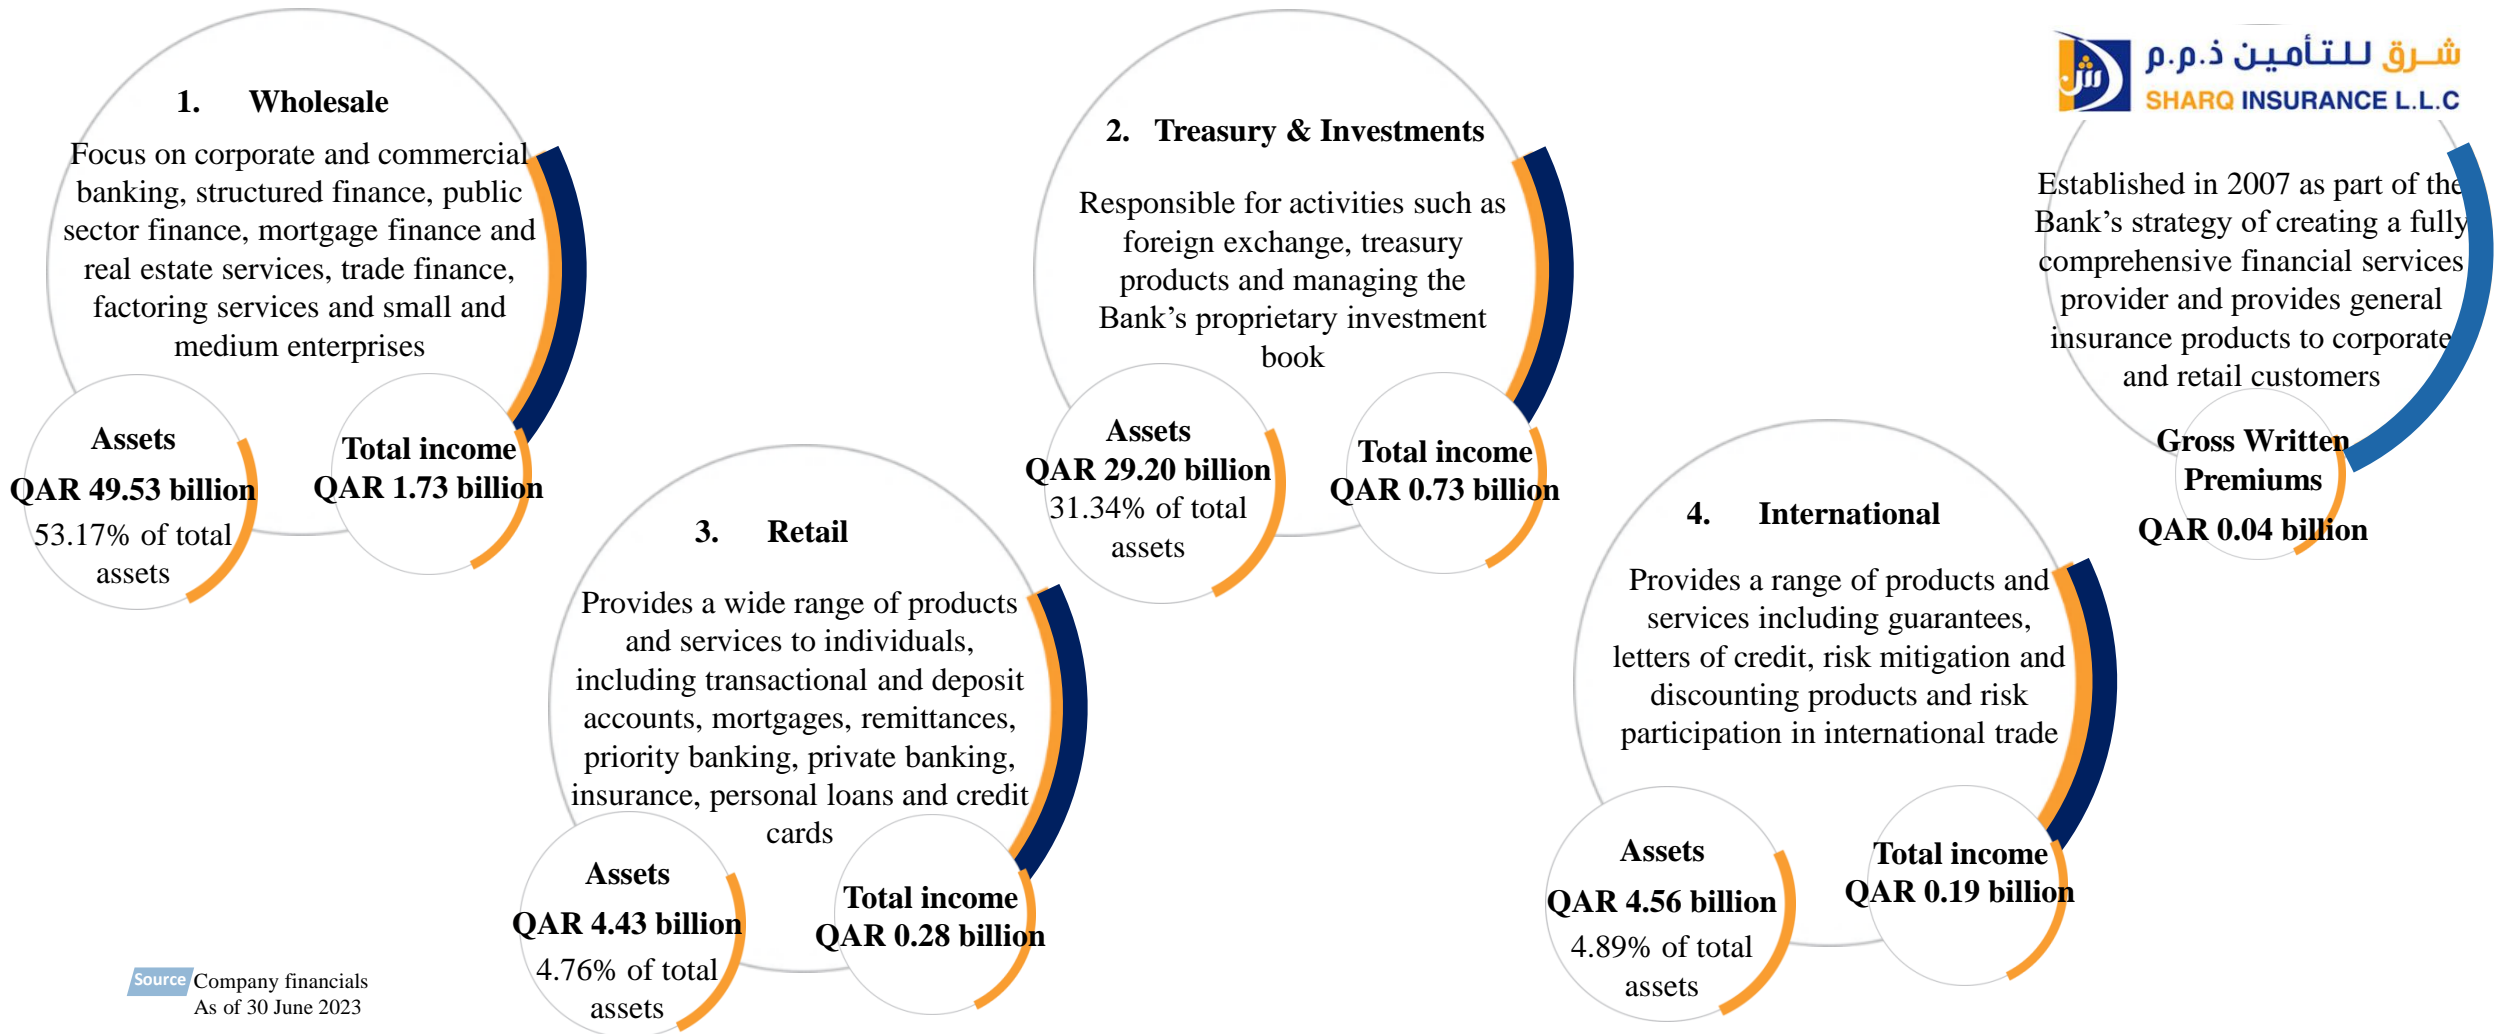 1. Wholesale
Focus on corporate and commercial
banking, structured finance, public
sector finance, mortgage finance and
real estate services, trade finance,
factoring services and small and
medium enterprises
Assets
QAR 49.53 billion
53.17% of total
assets
Total income
QAR 1.73 billion
2. Treasury & Investments
Responsible for activities such as
foreign exchange, treasury
products and managing the
Bank’s proprietary investment
book
Assets
QAR 29.20 billion
31.34% of total
assets
Total income
QAR 0.73 billion
3. Retail
Provides a wide range of products
and services to individuals,
including transactional and deposit
accounts, mortgages, remittances,
priority banking, private banking,
insurance, personal loans and credit
cards
Assets
QAR 4.43 billion
4.76% of total
assets
Total income
QAR 0.28 billion
4. International
Provides a range of products and
services including guarantees,
letters of credit, risk mitigation and
discounting products and risk
participation in international trade
Assets
QAR 4.56 billion
4.89% of total
assets
Total income
QAR 0.19 billion
ش
شرق للتأمين ذ.م.م
SHARQ INSURANCE L.L.C
Established in 2007 as part of the
Bank’s strategy of creating a fully
comprehensive financial services
provider and provides general
insurance products to corporate
and retail customers
Gross Written
Premiums
QAR 0.04 billion
Source Company financials
As of 30 June 2023